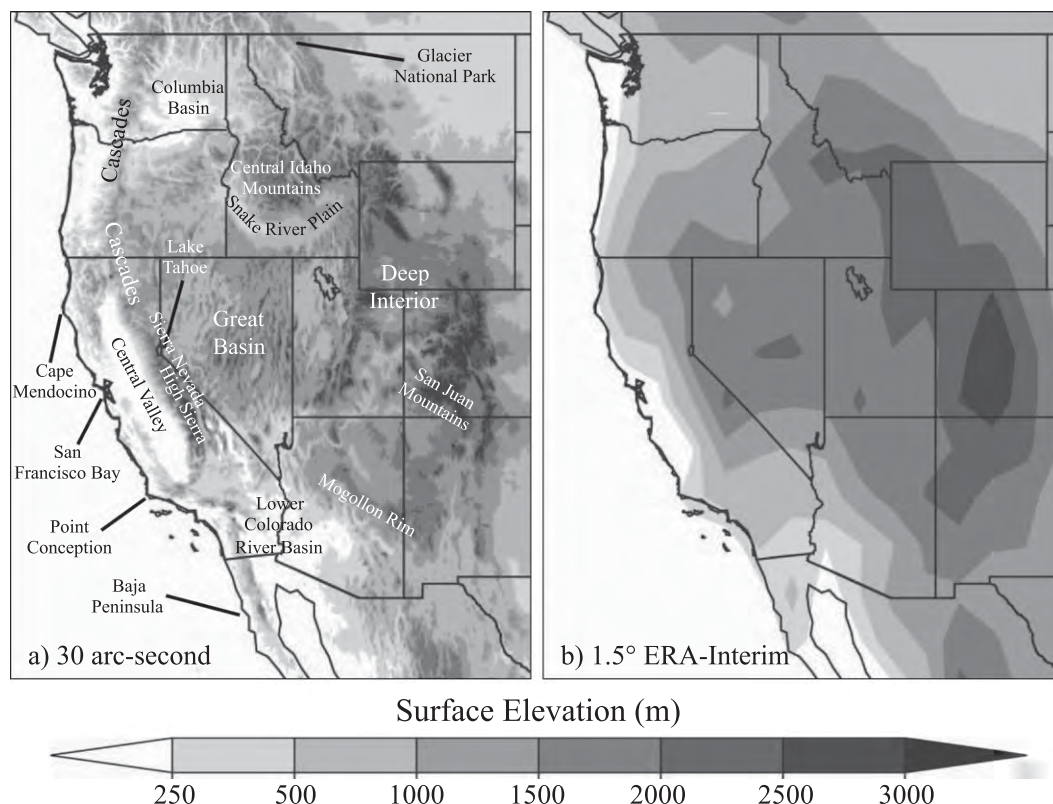 Glacier
National Park
Columbia
Basin
Cascades
Central Idaho
Mountains
Snake River Plain
Cascades
Lake
Tahoe
Deep
Interior
Great
Basin
Sierra Nevada
High Sierra
Central Valley
Cape
Mendocino
San Juan
Mountains
San
Francisco Bay
Mogollon Rim
Point
Conception
Lower
Colorado
River Basin
Baja
Peninsula
a) 30 arc-second
b) 1.5° ERA-Interim
Surface Elevation (m)
250 500 1000 1500 2000 2500 3000